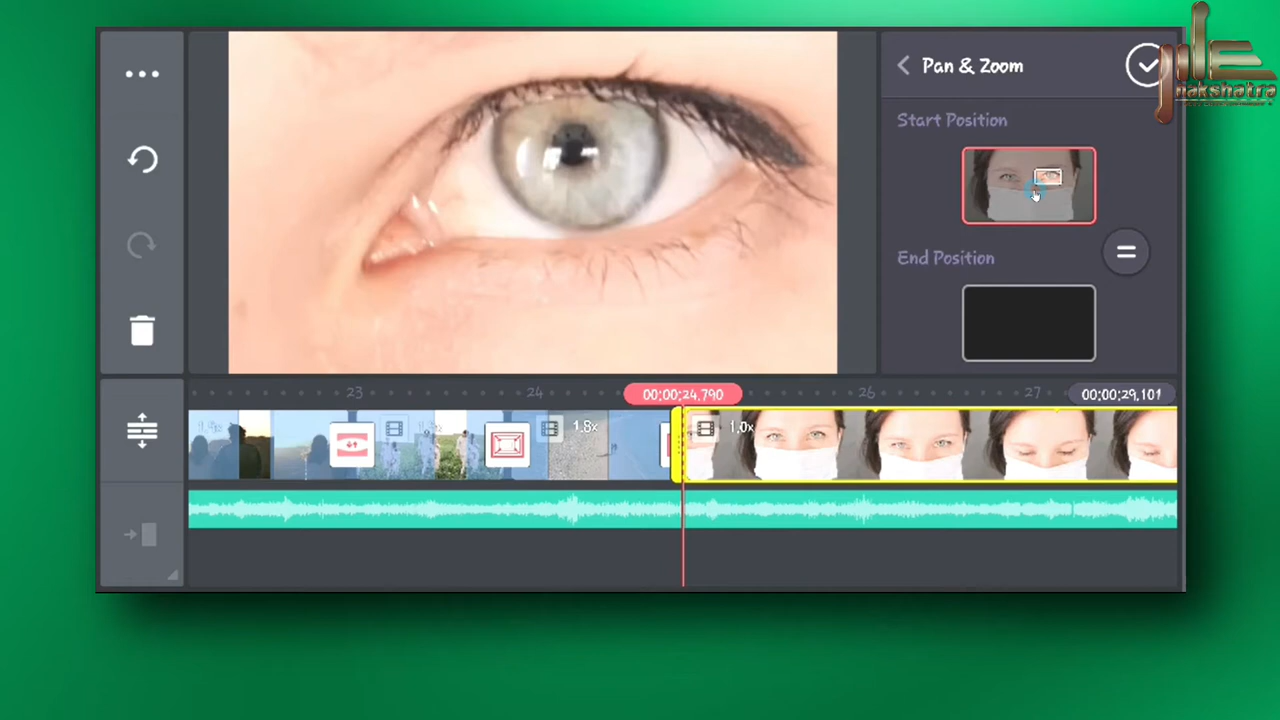 Pan & Zoom
nakshatra
Start Position
End Position
=
23
24
00:00:24.790
26
27
00:00:29.101
1.8x
1.0x